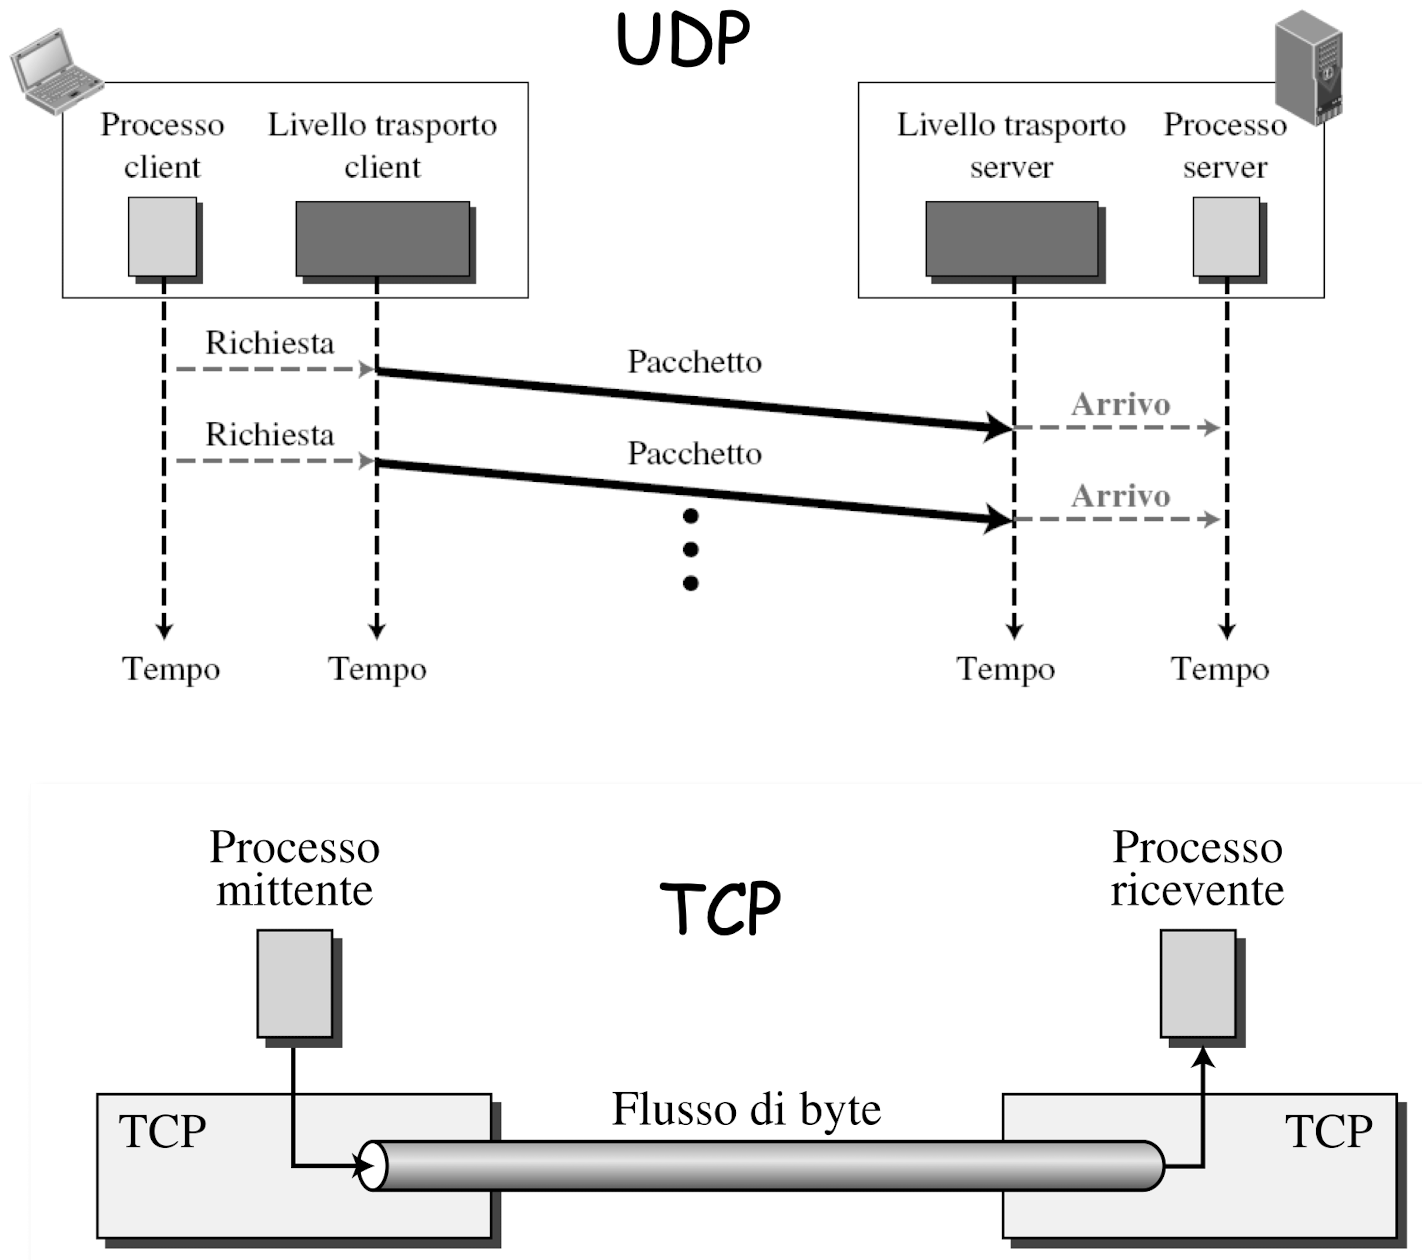 UDP
Processo
client
Livello trasporto
client
Livello trasporto
server
Processo
server
Richiesta
Pacchetto
Arrivo
Richiesta
Pacchetto
Arrivo
Tempo
Tempo
Tempo
Tempo
Processo
mittente
TCP
Processo
ricevente
TCP
Flusso di byte
TCP